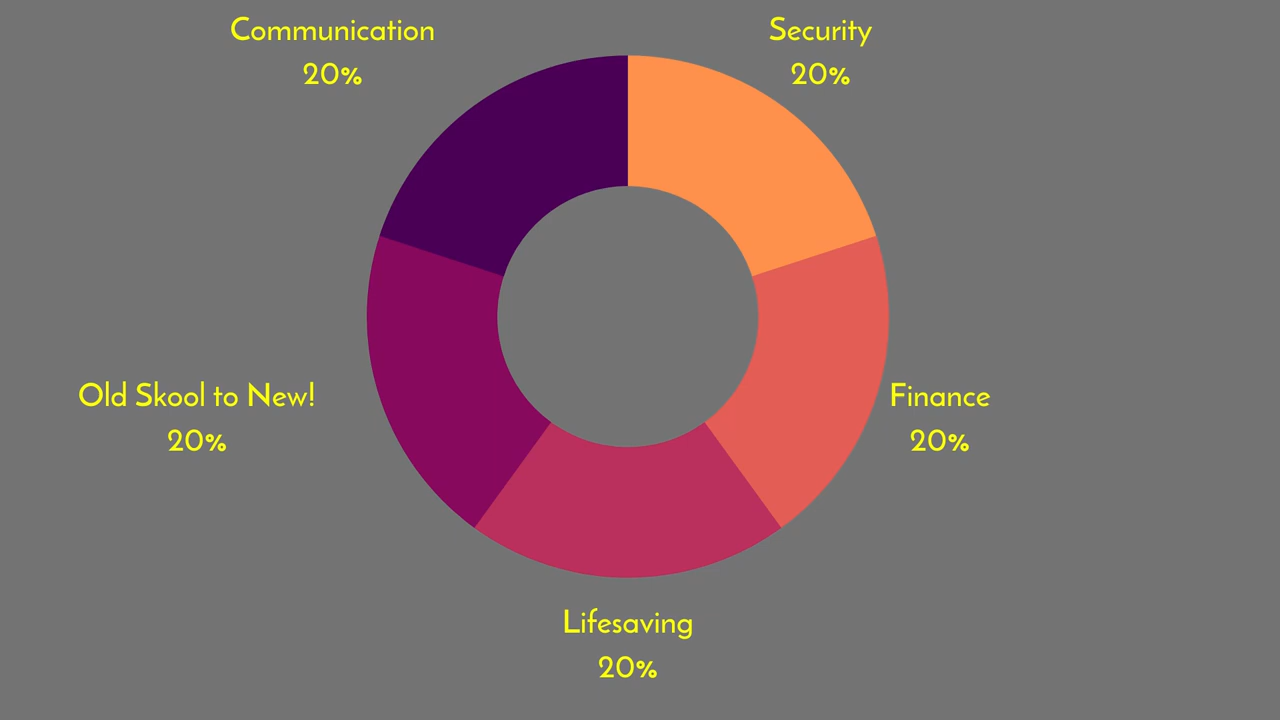 Communication
20%
Security
20%
Old Skool to New!
20%
Finance
20%
Lifesaving
20%